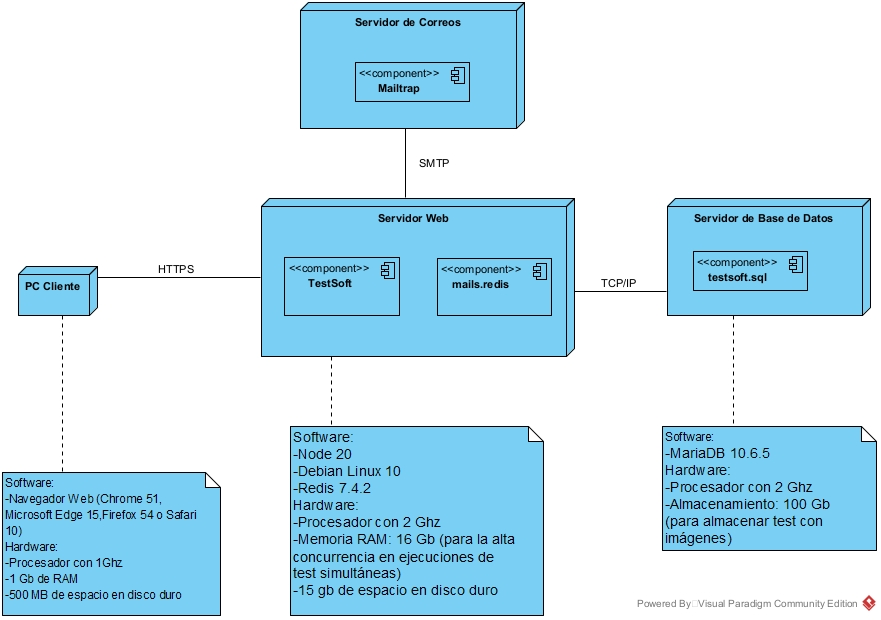 Servidor de Correos
<<component>>
Mailtrap
SMTP
Servidor Web
<<component>>
TestSoft
<<component>>
mails.redis
Servidor de Base de Datos
<<component>>
testsoft.sql
PC Cliente
HTTPS
TCP/IP
Software:
-Navegador Web (Chrome 51,
Microsoft Edge 15,Firefox 54 o Safari
10)
Hardware:
-Procesador con 1Ghz
-1 Gb de RAM
-500 MB de espacio en disco duro
Software:
-Node 20
-Debian Linux 10
-Redis 7.4.2
Hardware:
-Procesador con 2 Ghz
-Memoria RAM: 16 Gb (para la alta
concurrencia en ejecuciones de
test simultáneas)
-15 gb de espacio en disco duro
Software:
-MariaDB 10.6.5
Hardware:
-Procesador con 2 Ghz
-Almacenamiento: 100 Gb
(para almacenar test con
imágenes)
Powered By Visual Paradigm Community Edition